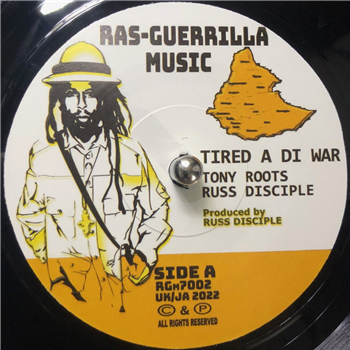 RAS-GUERRILLA
MUSIC
TIRED A DI WAR
TONY ROOTS
RUSS DISCIPLE
Produced by
RUSS DISCIPLE
SIDE A
RGM7002
UK/JA 2022
© & ℗
ALL RIGHTS RESERVED